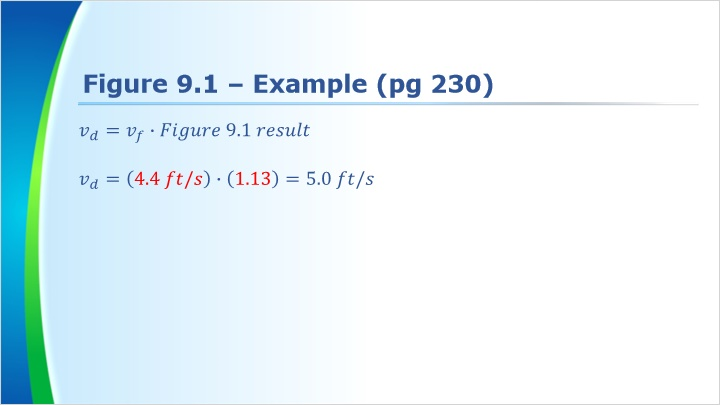 Figure 9.1 – Example (pg 230)
𝑣_𝑑 = 𝑣_𝑓 · 𝐹𝑖𝑔𝑢𝑟𝑒 9.1 𝑟𝑒𝑠𝑢𝑙𝑡
𝑣_𝑑 = (4.4 𝑓𝑡/𝑠) · (1.13) = 5.0 𝑓𝑡/𝑠